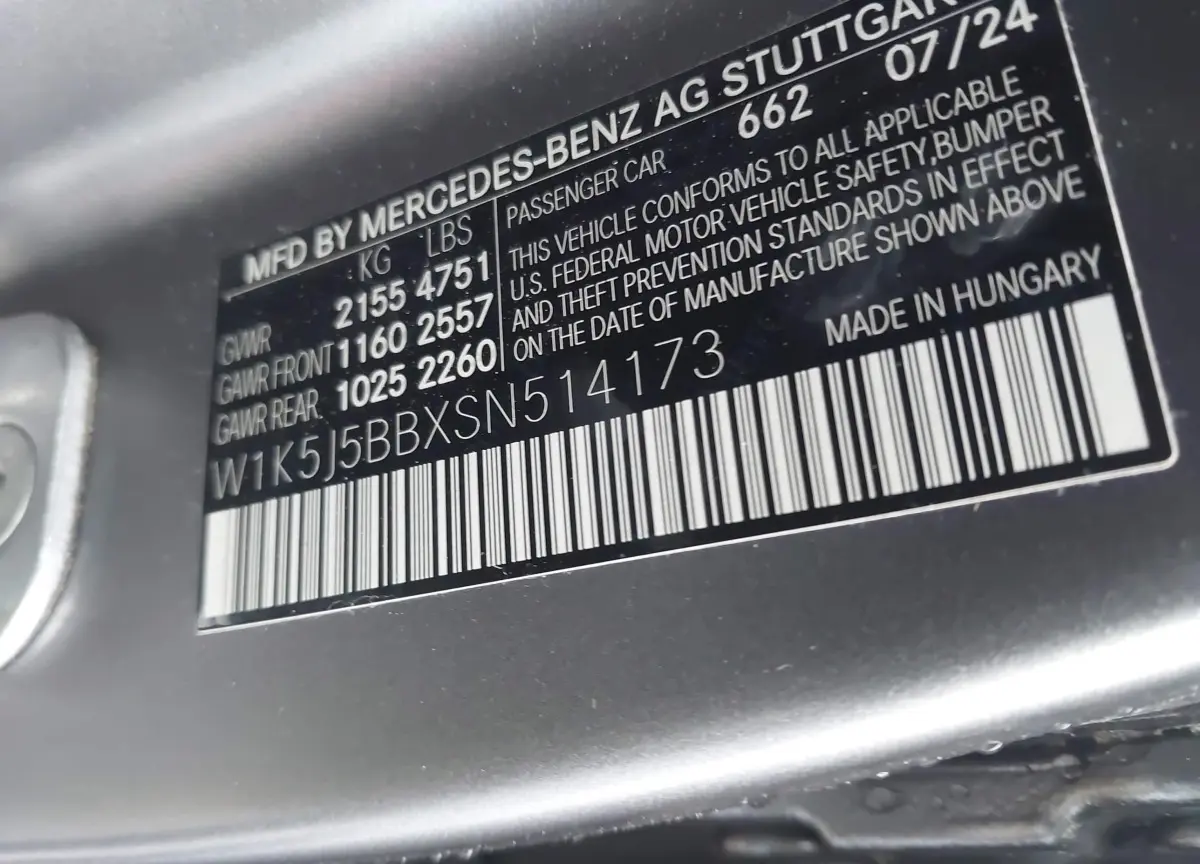 MFD BY MERCEDES-BENZ AG STUTTGAR
KG LBS
GVWR 2155 4751
GAWR FRONT 1160 2557
GAWR REAR 1025 2260
PASSENGER CAR 662 07/24
THIS VEHICLE CONFORMS TO ALL APPLICABLE
U.S. FEDERAL MOTOR VEHICLE SAFETY,BUMPER
AND THEFT PREVENTION STANDARDS IN EFFECT
ON THE DATE OF MANUFACTURE SHOWN ABOVE
W1K5J5BBXSN514173
MADE IN HUNGARY